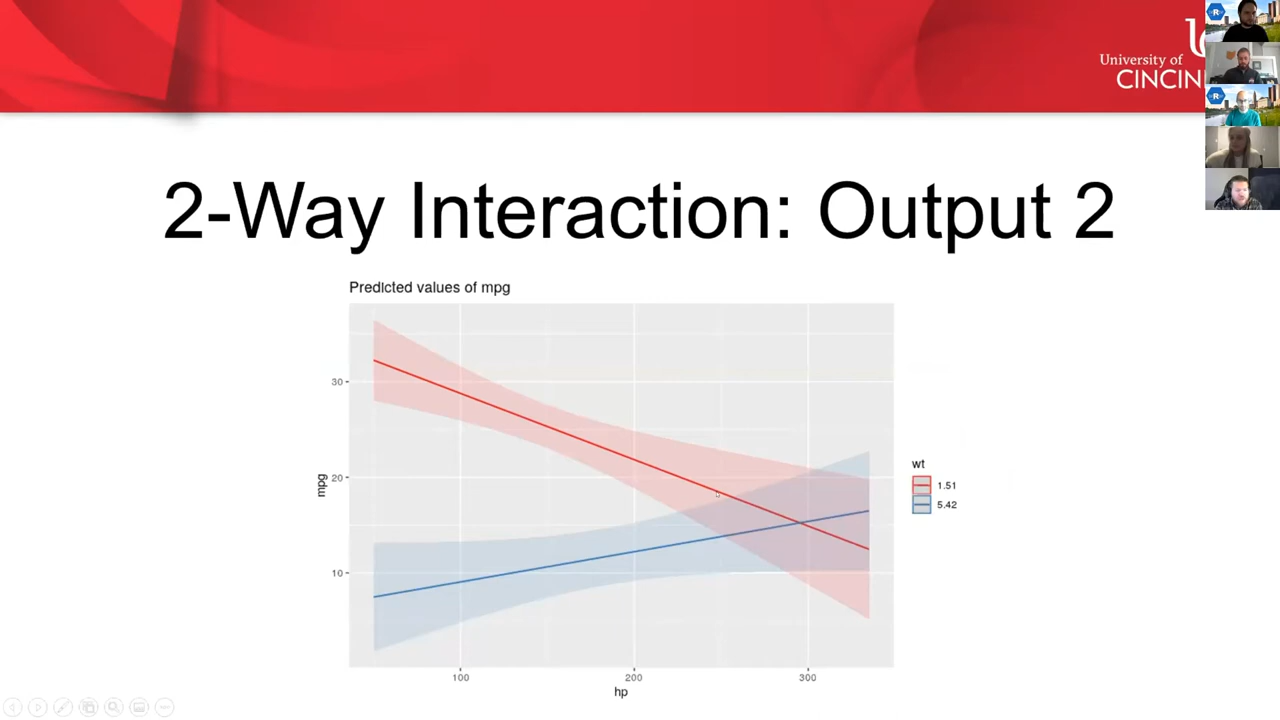 University of
CINCIN
2-Way Interaction: Output 2
Predicted values of mpg
30
20
10
mpg
100
200
300
hp
wt
1.51
5.42
R
R